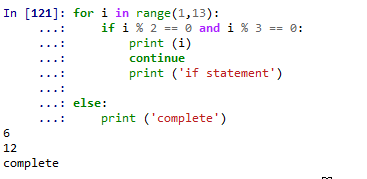 In [121]: for i in range(1,13):
     ...:     if i % 2 == 0 and i % 3 == 0:
     ...:         print (i)
     ...:         continue
     ...:         print ('if statement')
     ...:
     ...: else:
     ...:     print ('complete')
6
12
complete